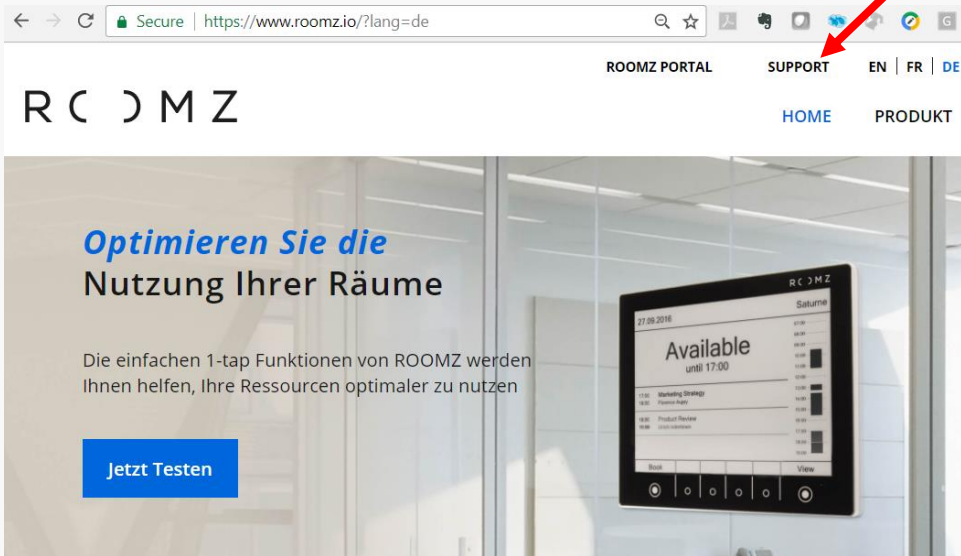 Secure | https://www.roomz.io/?lang=de
ROOMZ PORTAL SUPPORT EN | FR | DE
ROOMZ
HOME PRODUKT
Optimieren Sie die
Nutzung Ihrer Räume
Die einfachen 1-tap Funktionen von ROOMZ werden
Ihnen helfen, Ihre Ressourcen optimaler zu nutzen
Jetzt Testen
ROOMZ
Saturne
27.09.2016
Available
until 17:00
Marketing Strategy
Product Review
Book View